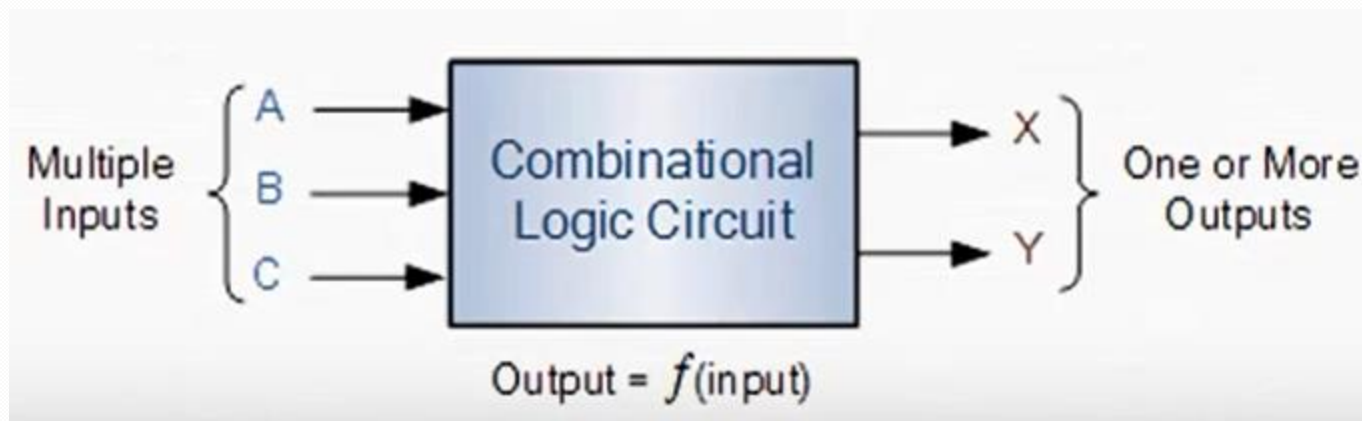 Multiple
Inputs
A
B
C
Combinational
Logic Circuit
X
Y
One or More
Outputs
Output = f(input)